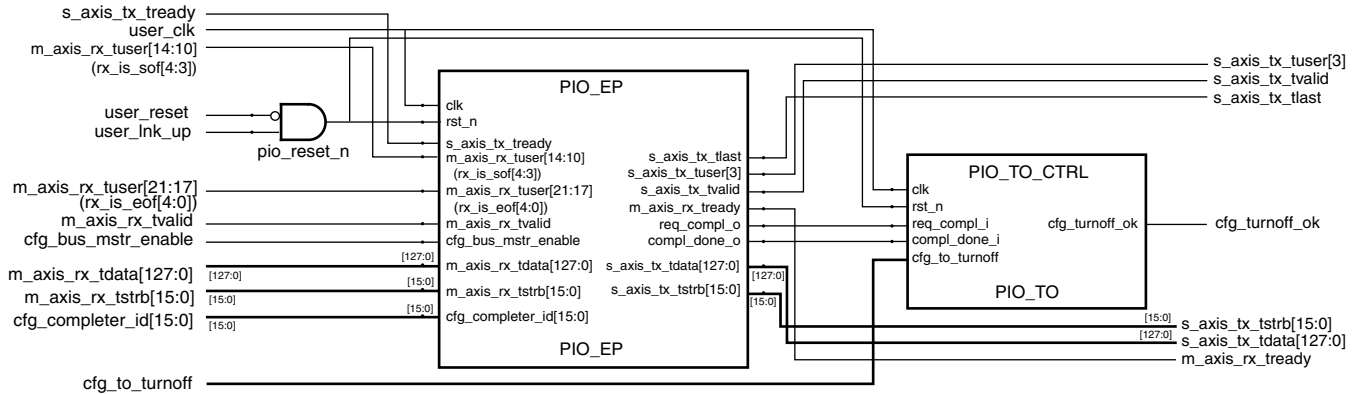 s_axis_tx_tready
user_clk
m_axis_rx_tuser[14:10]
(rx_is_sof[4:3])
user_reset
user_lnk_up
pio_reset_n
m_axis_rx_tuser[21:17]
(rx_is_eof[4:0])
m_axis_rx_tvalid
cfg_bus_mstr_enable
m_axis_rx_tdata[127:0]
[127:0]
m_axis_rx_tstrb[15:0]
[15:0]
cfg_completer_id[15:0]
[15:0]
cfg_to_turnoff
PIO_EP
clk
rst_n
s_axis_tx_tready
m_axis_rx_tuser[14:10]
(rx_is_sof[4:3])
m_axis_rx_tuser[21:17]
(rx_is_eof[4:0])
m_axis_rx_tvalid
cfg_bus_mstr_enable
[127:0]
m_axis_rx_tdata[127:0]
[15:0]
m_axis_rx_tstrb[15:0]
[15:0]
cfg_completer_id[15:0]
s_axis_tx_tlast
s_axis_tx_tuser[3]
s_axis_tx_tvalid
m_axis_rx_tready
req_compl_o
compl_done_o
s_axis_tx_tdata[127:0]
[127:0]
s_axis_tx_tstrb[15:0]
[15:0]
PIO_EP
PIO_TO_CTRL
clk
rst_n
req_compl_i
compl_done_i
cfg_to_turnoff
cfg_turnoff_ok
PIO_TO
s_axis_tx_tuser[3]
s_axis_tx_tvalid
s_axis_tx_tlast
cfg_turnoff_ok
[15:0]
s_axis_tx_tstrb[15:0]
[127:0]
s_axis_tx_tdata[127:0]
m_axis_rx_tready